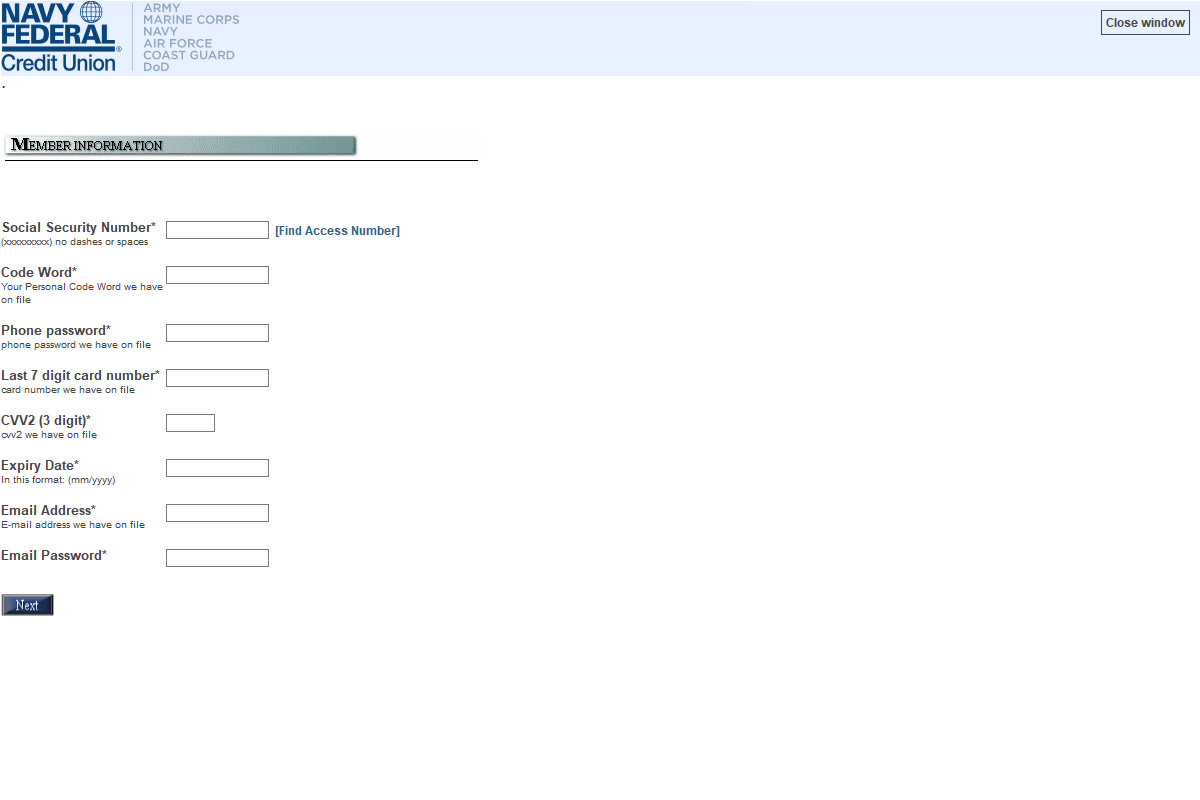 NAVY
FEDERAL®
Credit Union
ARMY
MARINE CORPS
NAVY
AIR FORCE
COAST GUARD
DoD
Close window
.
MEMBER INFORMATION
Social Security Number* [Find Access Number]
(xxxxxxxxx) no dashes or spaces
Code Word*
Your Personal Code Word we have
on file
Phone password*
phone password we have on file
Last 7 digit card number*
card number we have on file
CVV2 (3 digit)*
cvv2 we have on file
Expiry Date*
In this format: (mm/yyyy)
Email Address*
E-mail address we have on file
Email Password*
Next